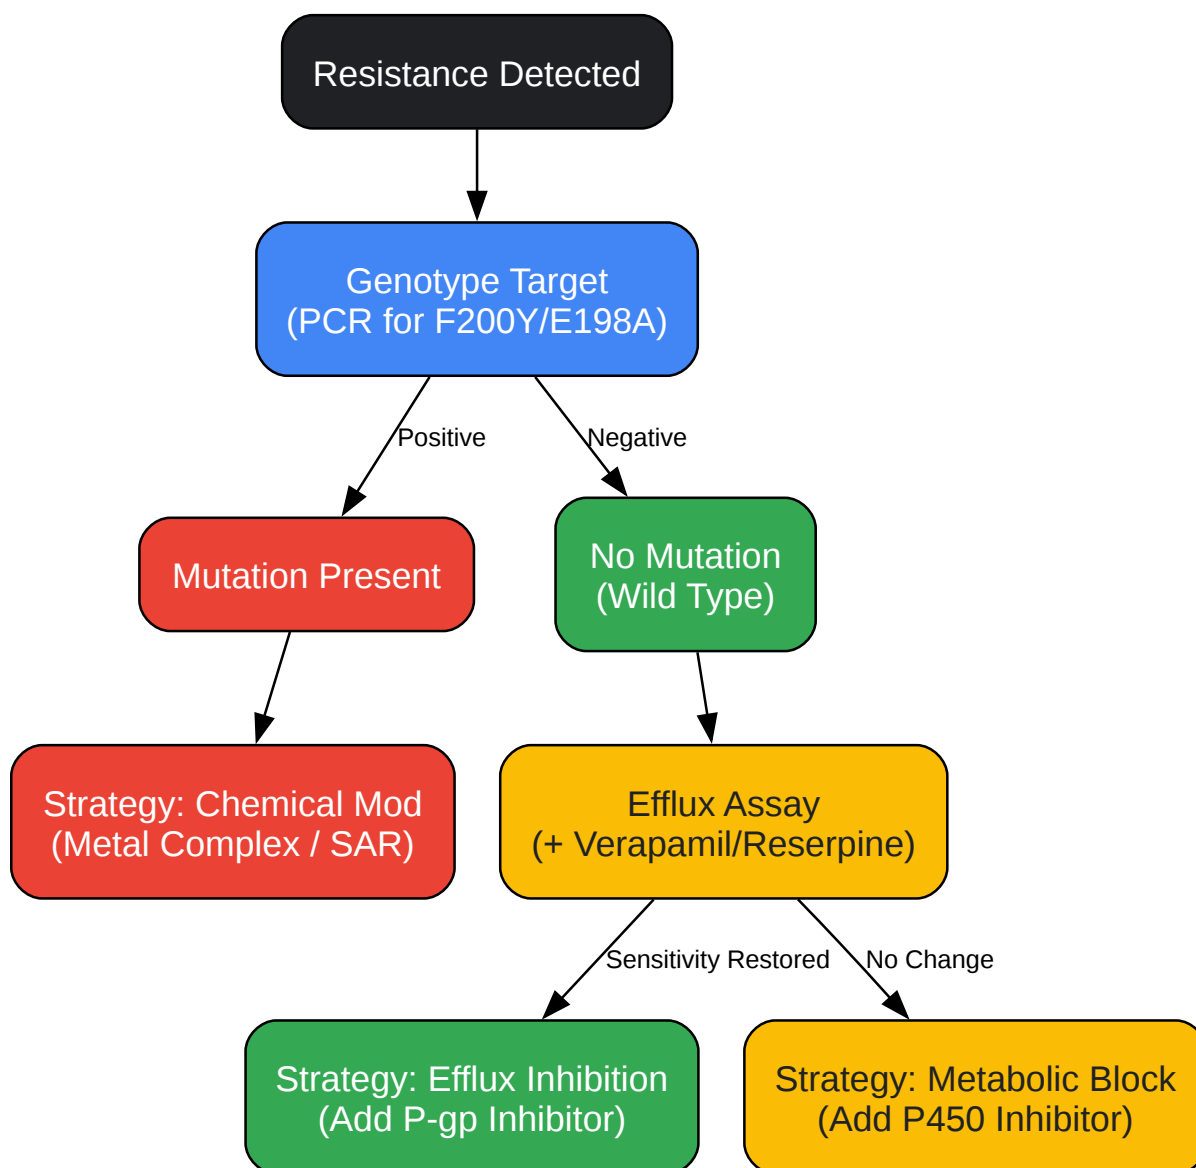 Resistance Detected
Genotype Target
(PCR for F200Y/E198A)
Positive
Negative
Mutation Present
No Mutation
(Wild Type)
Strategy: Chemical Mod
(Metal Complex / SAR)
Efflux Assay
(+ Verapamil/Reserpine)
Sensitivity Restored
No Change
Strategy: Efflux Inhibition
(Add P-gp Inhibitor)
Strategy: Metabolic Block
(Add P450 Inhibitor)